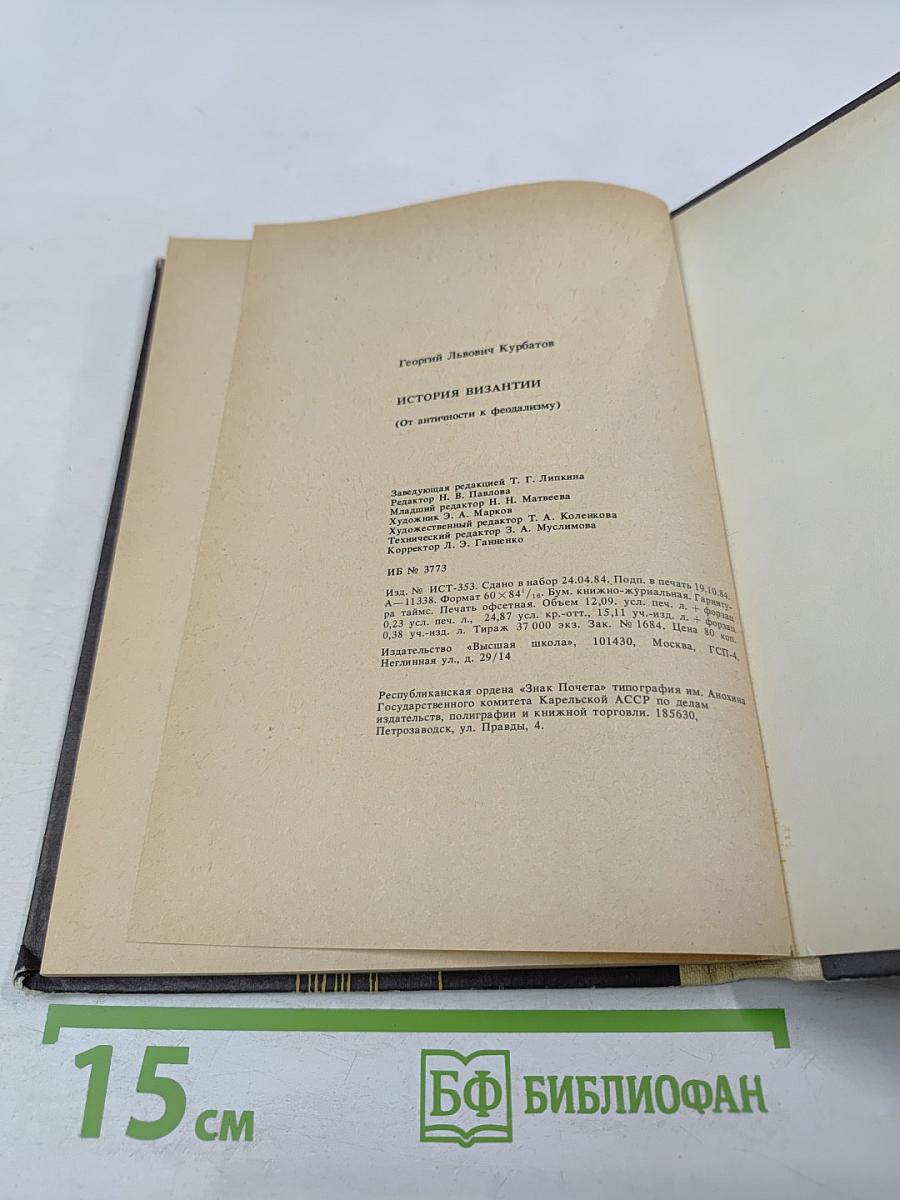 Георгий Львович Курбатов
ИСТОРИЯ ВИЗАНТИИ
(От античности к феодализму)
Заведующая редакцией Т. Г. Липкина
Редактор Н. В. Павлова
Младший редактор Н. Н. Матвеева
Художник Э. А. Марков
Художественный редактор Т. А. Коленкова
Технический редактор З. А. Муслимова
Корректор Л. Э. Ганненко
ИБ № 3773
Изд. № ИСТ-353. Сдано в набор 24.04.84. Подп. в печать 19.10.84.
А—11338. Формат 60×84¹/₁₆. Бум. книжно-журнальная. Гарниту-
ра таймс. Печать офсетная. Объем 12,09. усл. печ. л. + форзац
0,23 усл. печ. л., 24,87 усл. кр.-отт., 15,11 уч.-изд. л. + форзац
0,38 уч.-изд. л. Тираж 37 000 экз. Зак. № 1684. Цена 80 коп.
Издательство «Высшая школа», 101430, Москва, ГСП-4,
Неглинная ул., д. 29/14
Республиканская ордена «Знак Почета» типография им. Анохина
Государственного комитета Карельской АССР по делам
издательств, полиграфии и книжной торговли. 185630,
Петрозаводск, ул. Правды, 4.
15 см
БФ БИБЛИОФАН